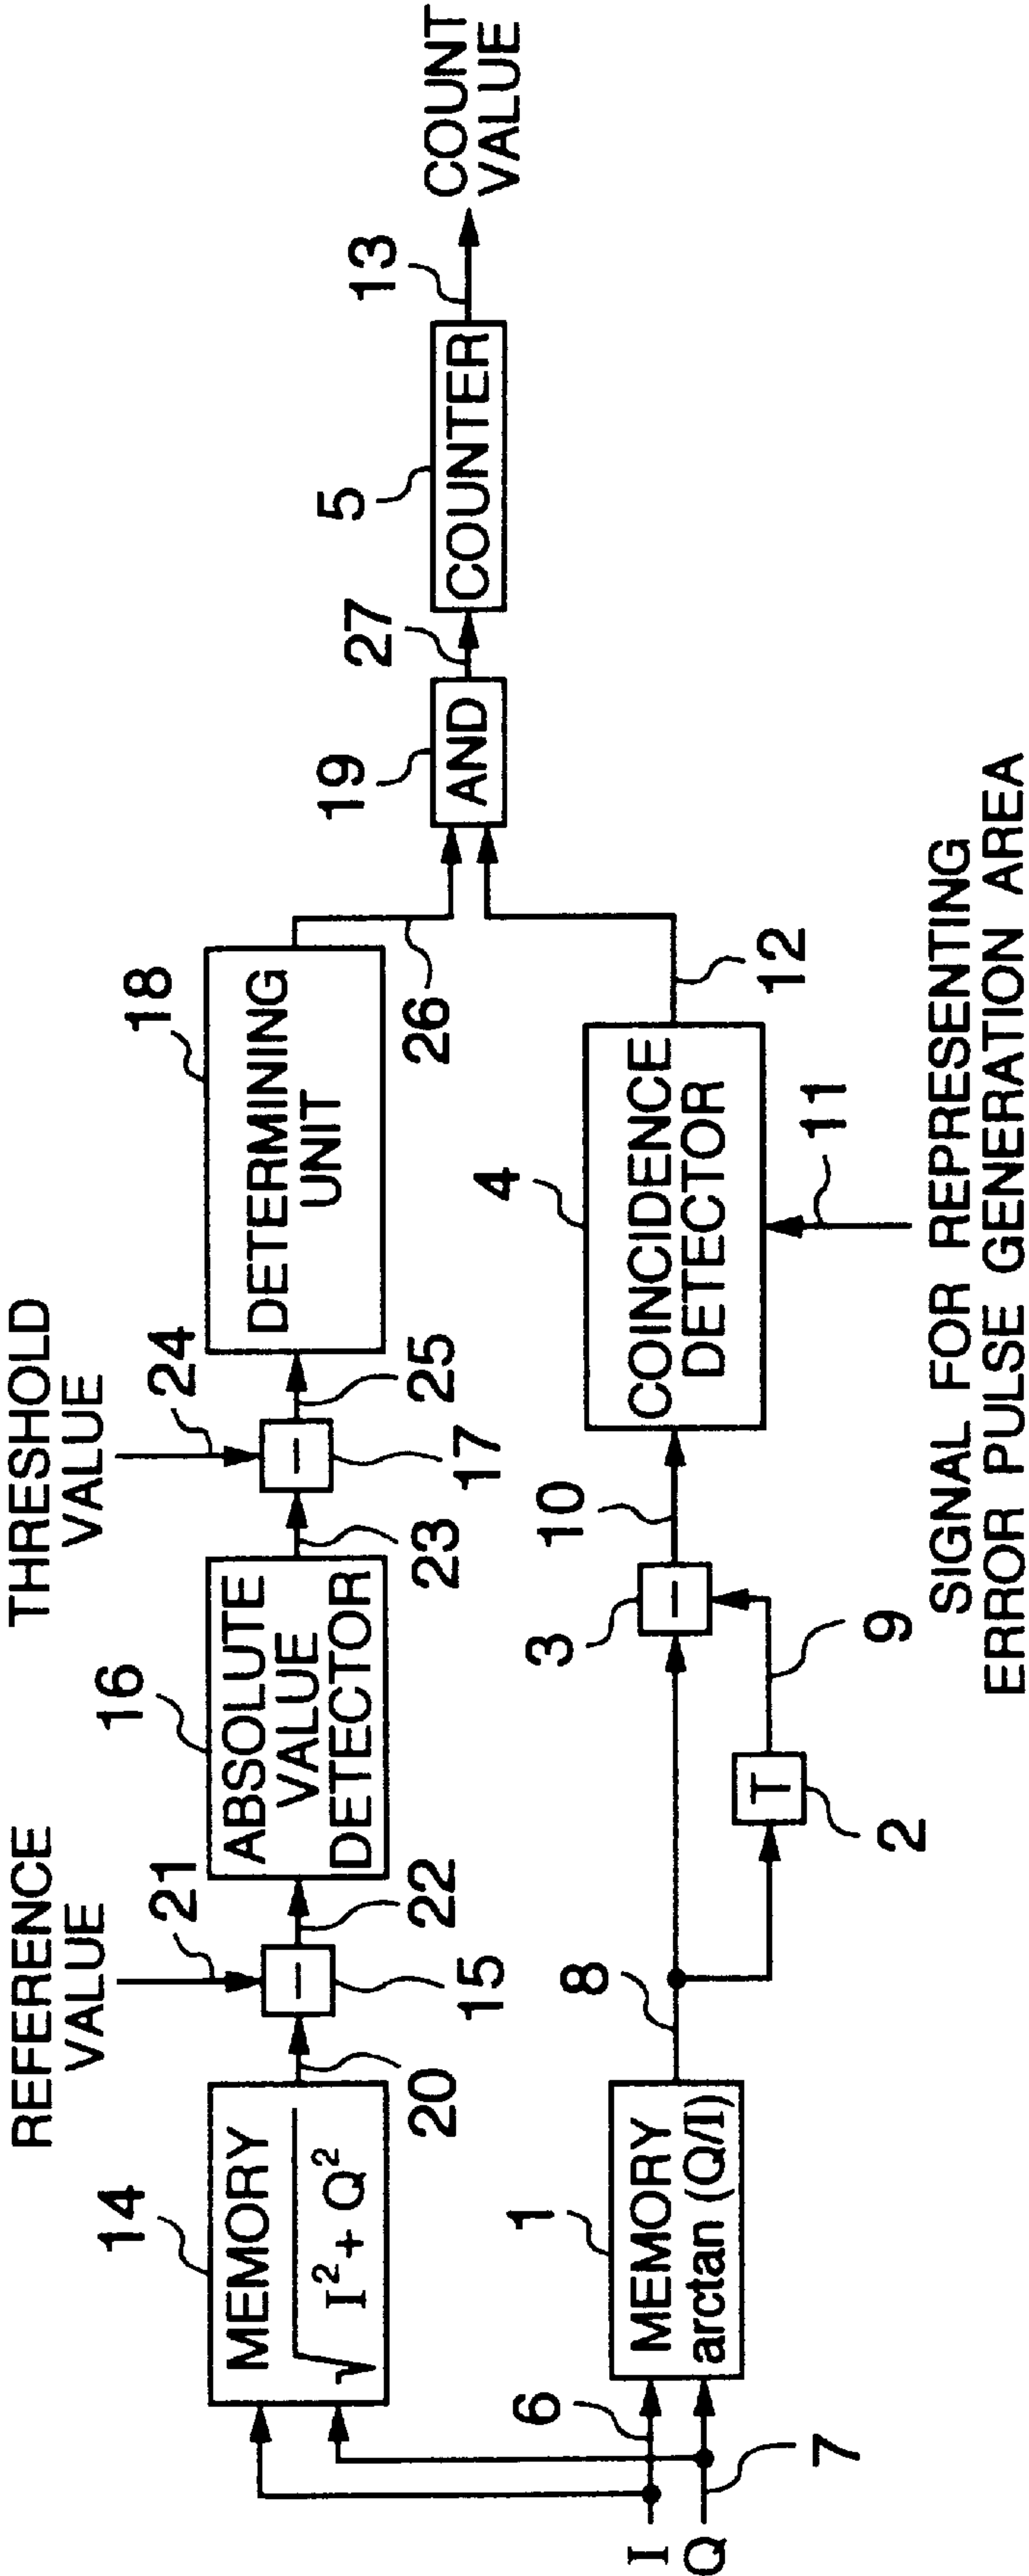 REFERENCE
VALUE
THRESHOLD
VALUE
14
21
16
24
18
MEMORY
√I² + Q²
−
ABSOLUTE
VALUE
DETECTOR
−
DETERMINING
UNIT
20
15
22
23
17
25
26
19
27
5
13
AND
COUNTER
COUNT
VALUE
I
Q
6
7
1
MEMORY
arctan (Q/I)
8
3
−
10
4
COINCIDENCE
DETECTOR
12
T
2
9
11
SIGNAL FOR REPRESENTING
ERROR PULSE GENERATION AREA